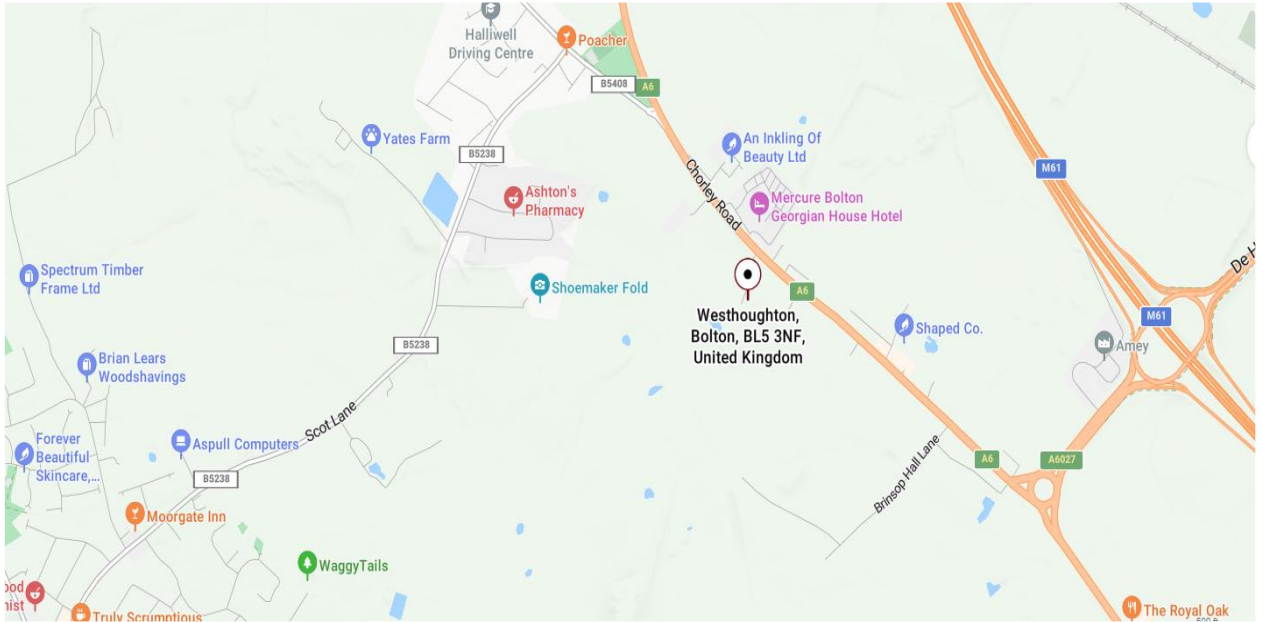 Halliwell
Driving Centre
Poacher
B5408
A6
Yates Farm
B5238
An Inkling Of
Beauty Ltd
M61
Chorley Road
Ashton's
Pharmacy
Mercure Bolton
Georgian House Hotel
De H
Spectrum Timber
Frame Ltd
Shoemaker Fold
A6
Westhoughton,
Bolton, BL5 3NF,
United Kingdom
M61
Shaped Co.
B5238
Amey
Brian Lears
Woodshavings
Scot Lane
Forever
Beautiful
Skincare,...
Aspull Computers
B5238
Brinsop Hall Lane
A6
A6027
Moorgate Inn
WaggyTails
ood
nist
Truly Scrumptious
The Royal Oak